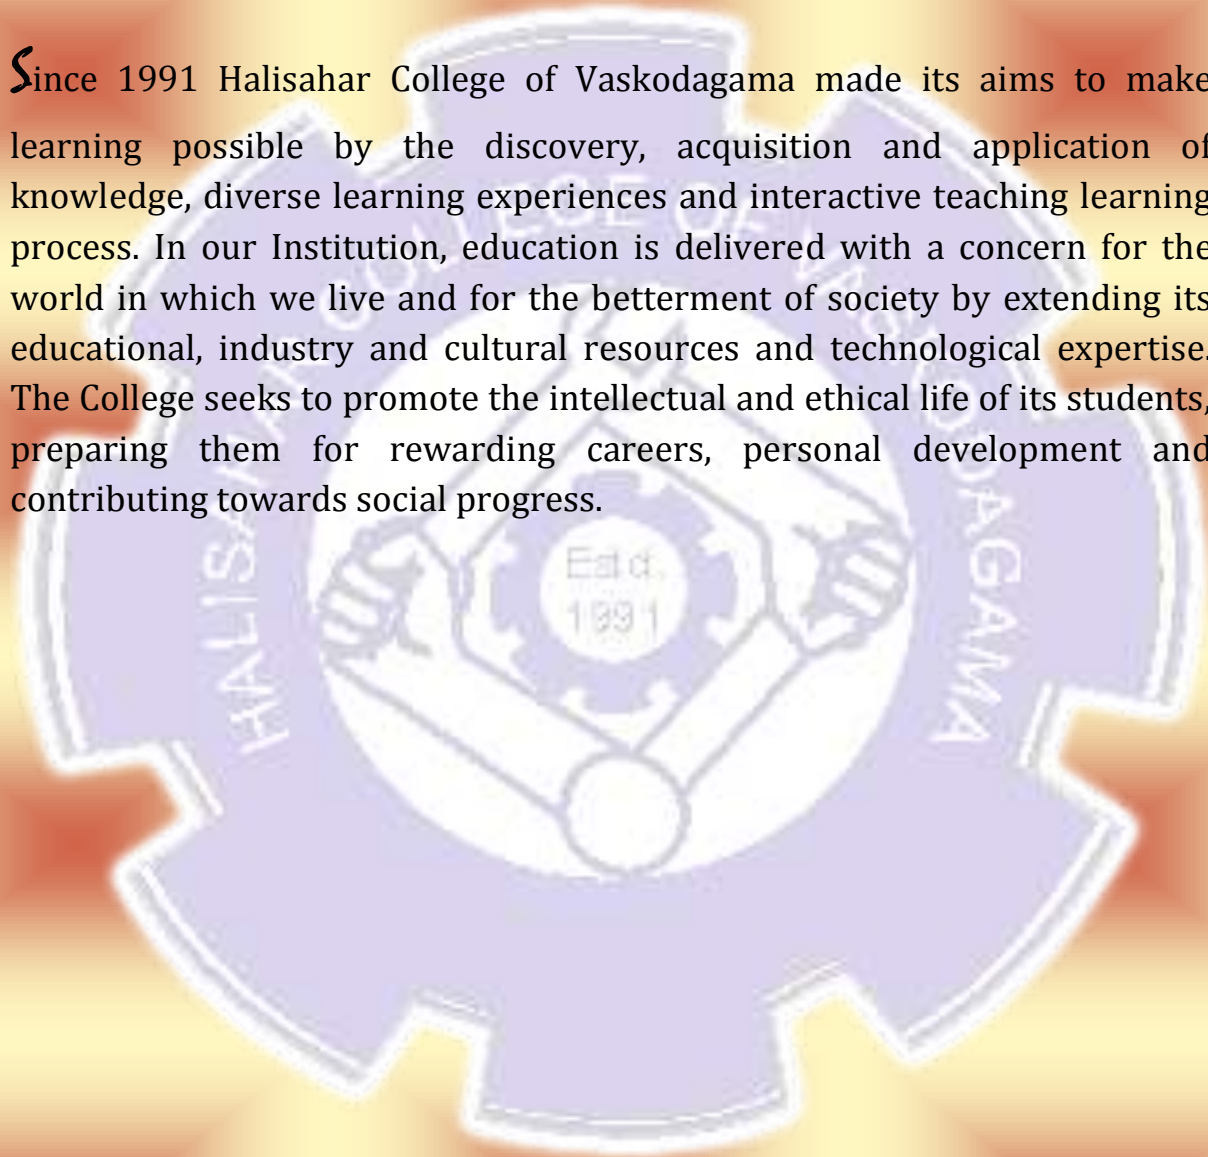 Since 1991 Halisahar College of Vaskodagama made its aims to make
learning possible by the discovery, acquisition and application of
knowledge, diverse learning experiences and interactive teaching learning
process. In our Institution, education is delivered with a concern for the
world in which we live and for the betterment of society by extending its
educational, industry and cultural resources and technological expertise.
The College seeks to promote the intellectual and ethical life of its students,
preparing them for rewarding careers, personal development and
contributing towards social progress.
HALISAHAR COLLEGE OF VASKODAGAMA
Estd.
1991